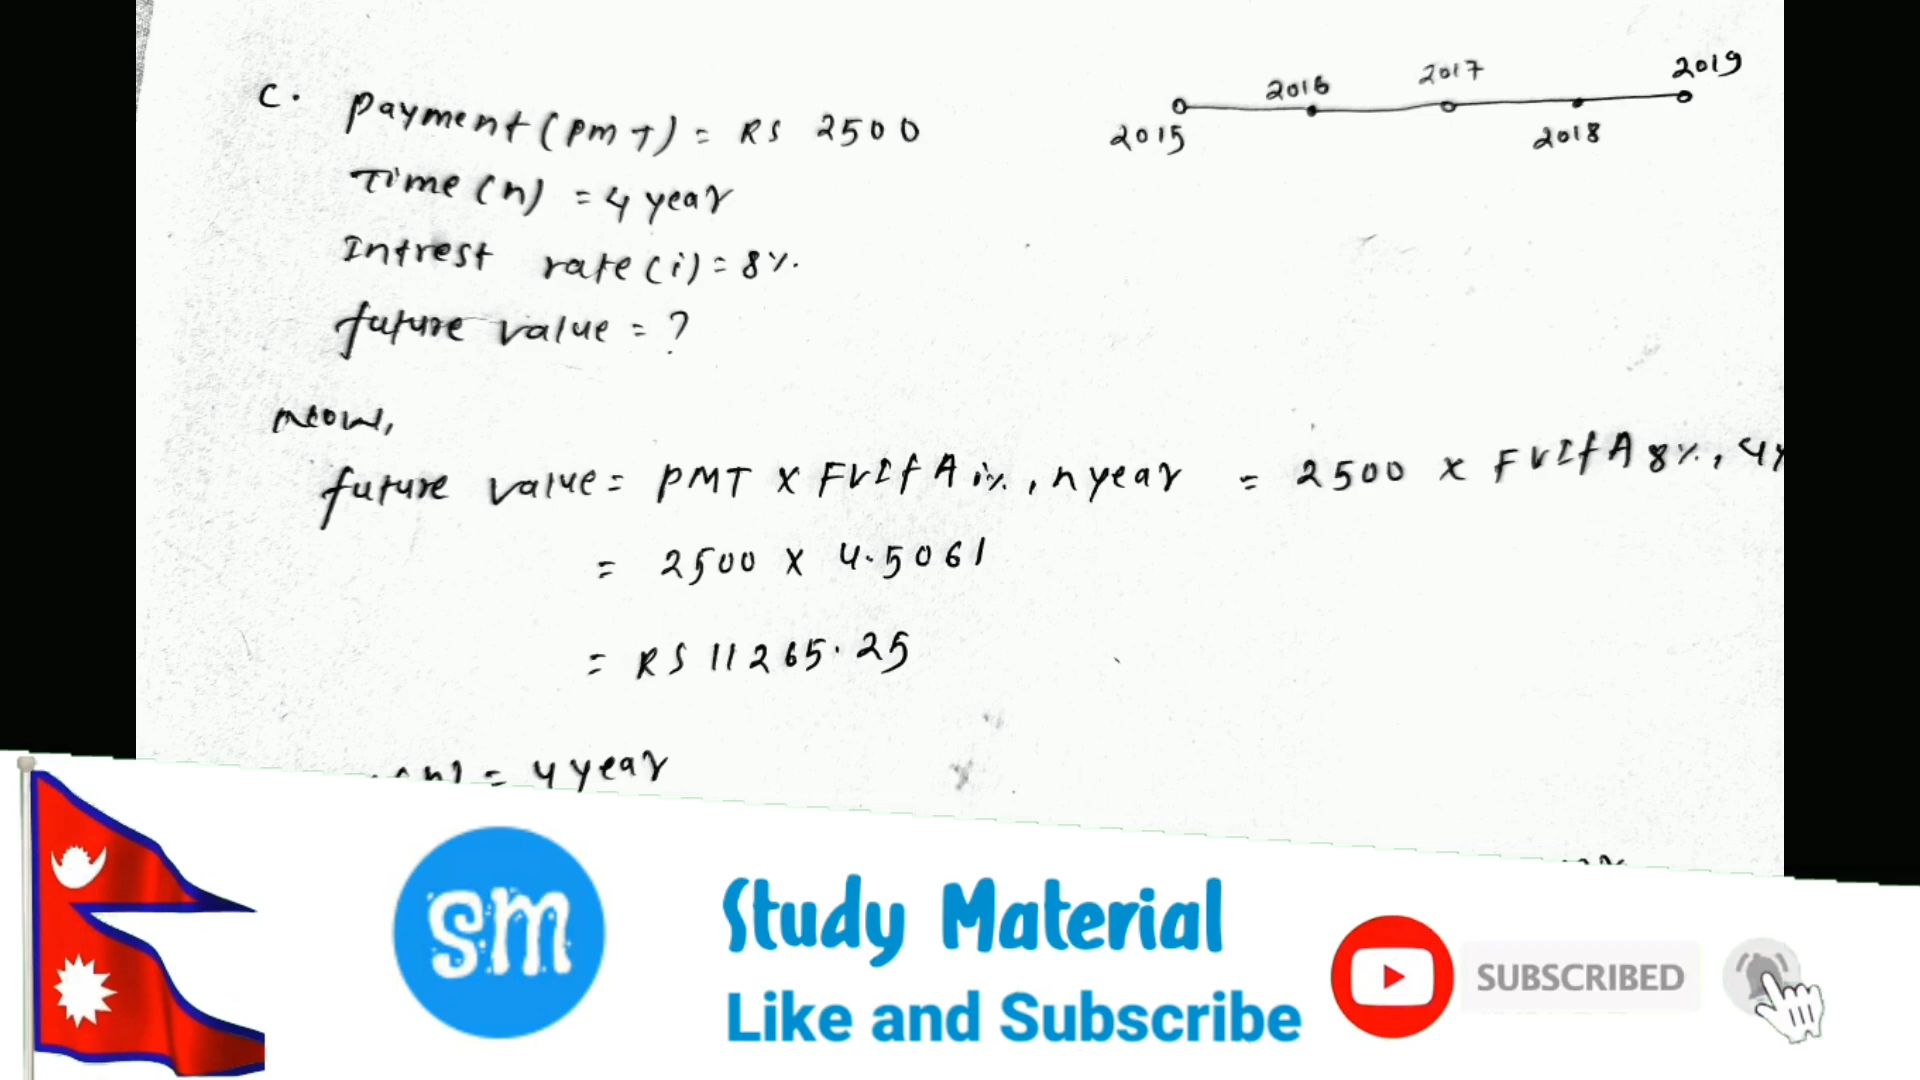 2019
2016 2017
2015 2018
C. Payment (PMT) = RS 2500
Time (n) = 4 year
Intrest rate (i) = 8%.
future value = ?
now,
future value = PMT X FVIfA i%, n year = 2500 x FVIfA 8%, 4y
= 2500 X 4.5061
= RS 11265.25
n) = 4 year
sm
Study Material
Like and Subscribe
SUBSCRIBED